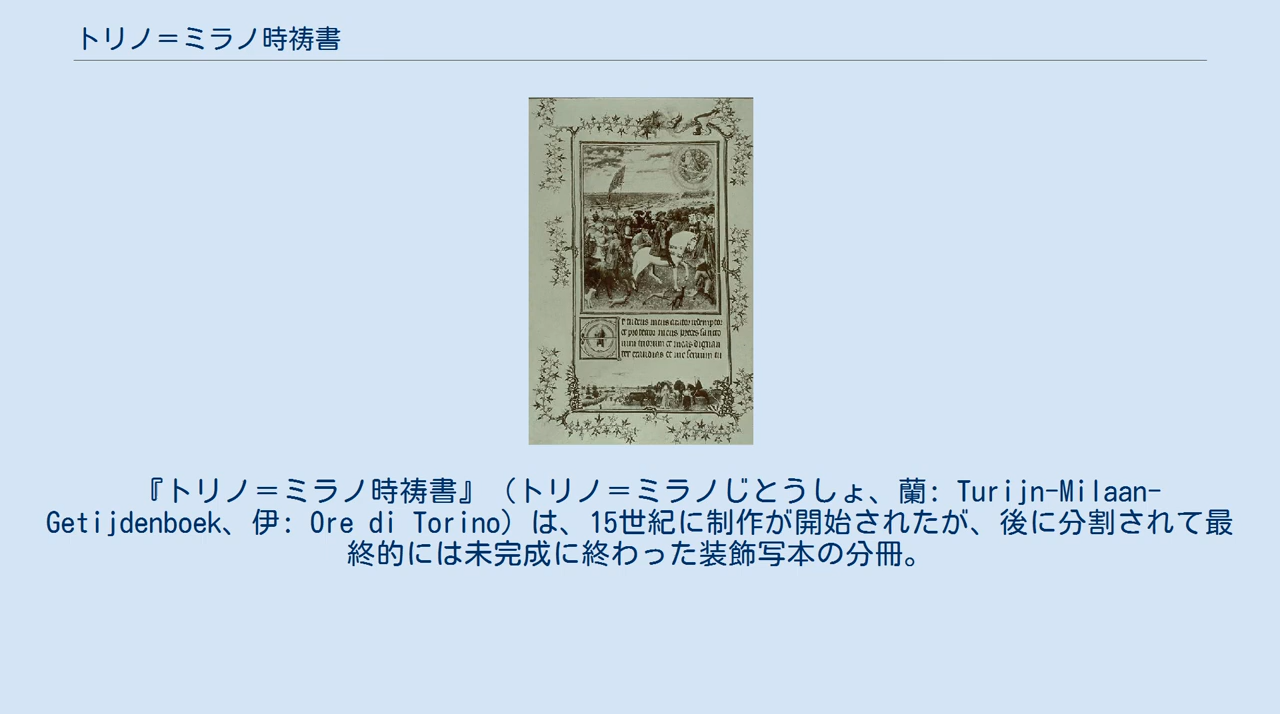 トリノ＝ミラノ時祷書
『トリノ＝ミラノ時祷書』（トリノ＝ミラノじとうしょ、蘭: Turijn-Milaan-
Getijdenboek、伊: Ore di Torino）は、15世紀に制作が開始されたが、後に分割されて最
終的には未完成に終わった装飾写本の分冊。